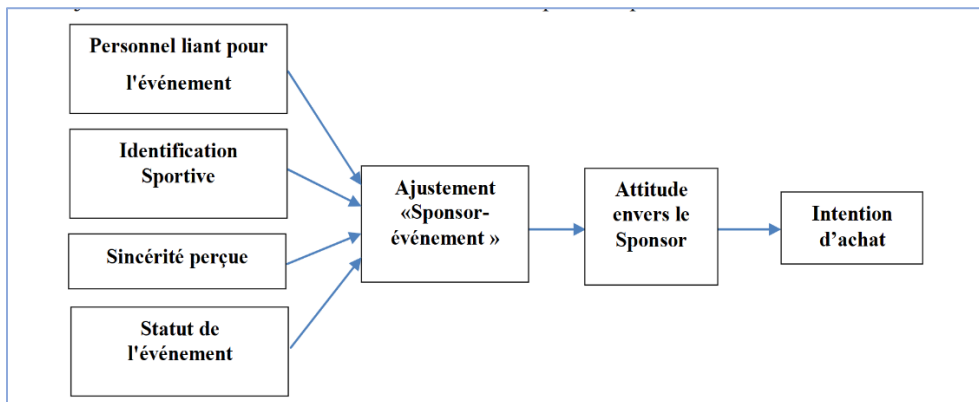 Personnel liant pour
l'événement
Identification
Sportive
Sincérité perçue
Statut de
l'événement
Ajustement
«Sponsor-
événement »
Attitude
envers le
Sponsor
Intention
d’achat